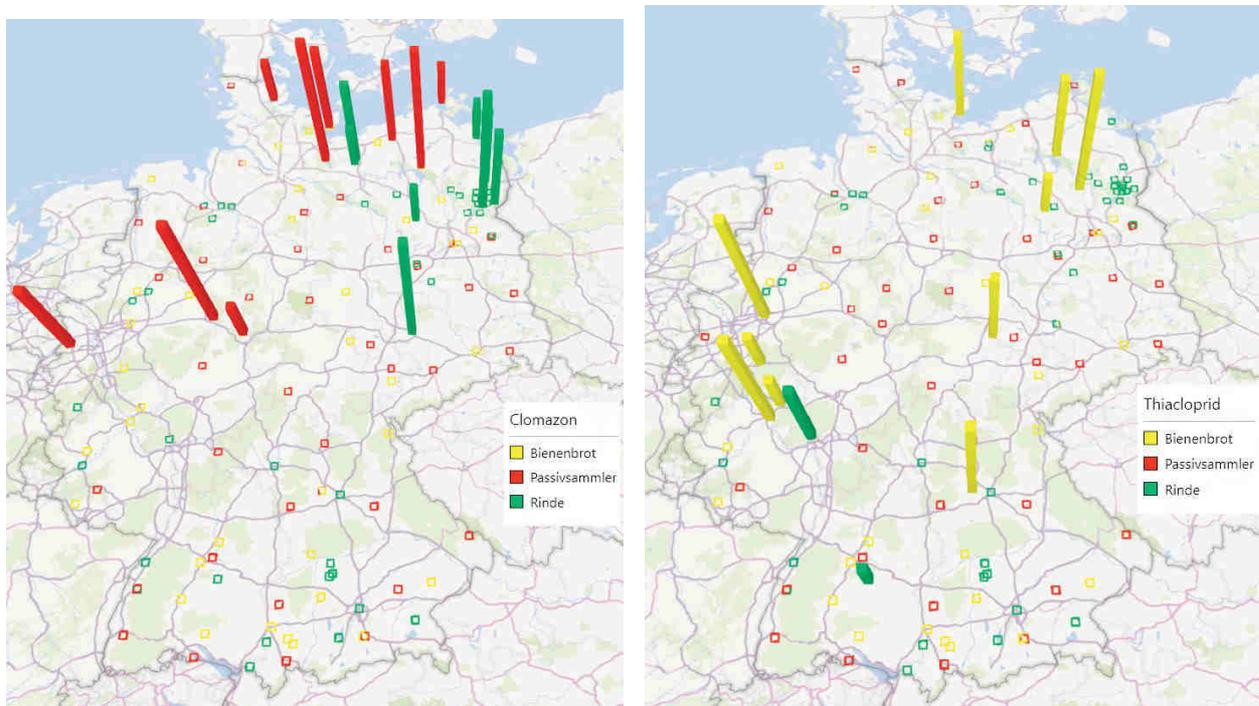 Clomazon
Bienenbrot
Passivsammler
Rinde
Thiacloprid
Bienenbrot
Passivsammler
Rinde